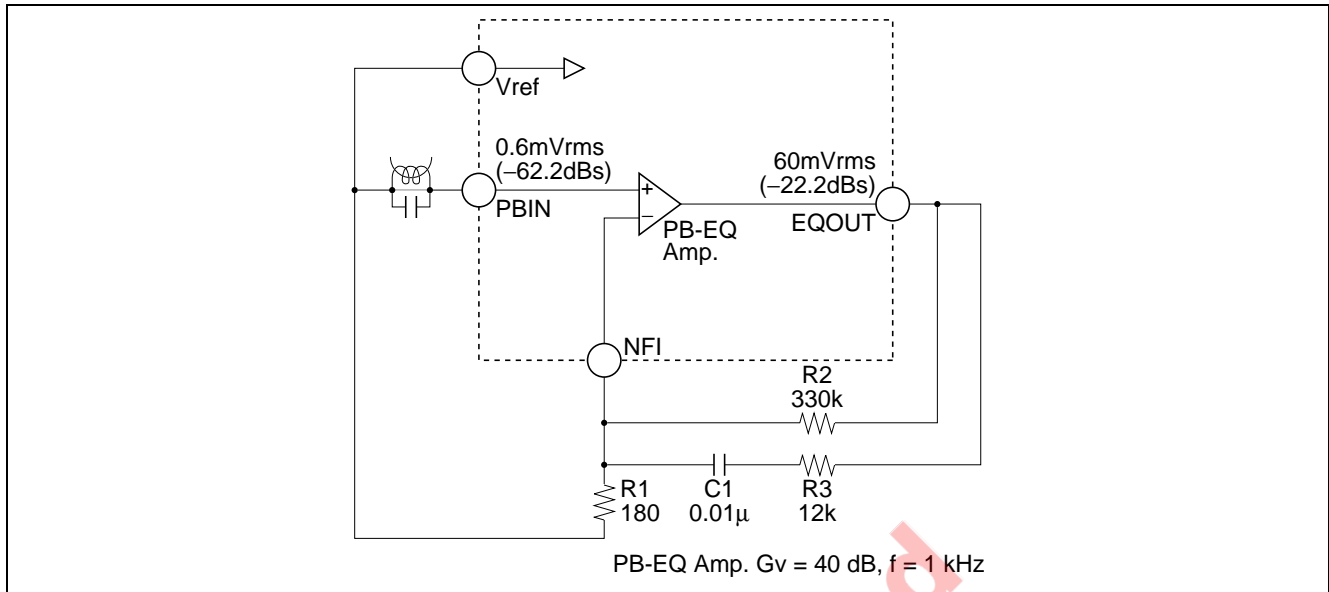 Vref
0.6mVrms
(−62.2dBs)
PBIN
+
−
PB-EQ
Amp.
60mVrms
(−22.2dBs)
EQOUT
NFI
R2
330k
R1
180
C1
0.01μ
R3
12k
PB-EQ Amp. Gv = 40 dB, f = 1 kHz
d